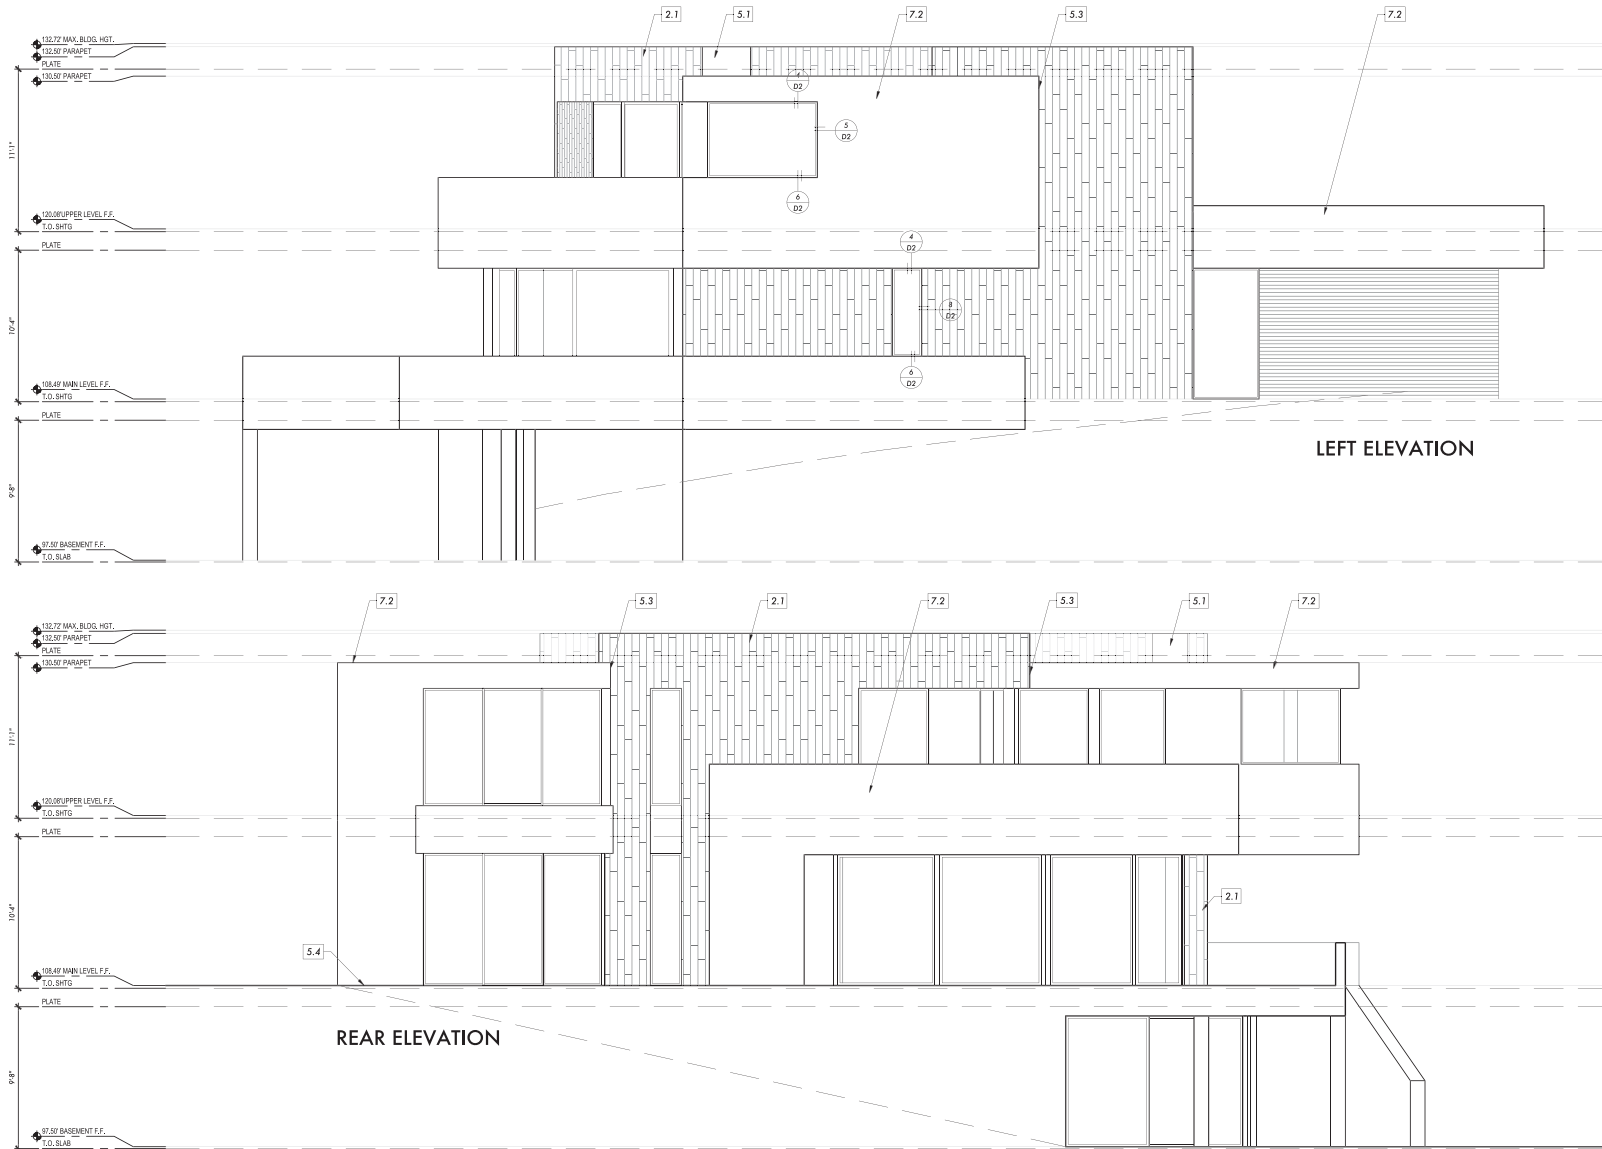 2.1
5.1
7.2
5.3
7.2
132.72' MAX. BLDG. HGT.
132.50' PARAPET
PLATE
130.50' PARAPET
4
D2
5
D2
11'-1"
6
D2
120.08' UPPER LEVEL F.F.
T.O. SHTG
PLATE
4
D2
8
D2
10'-4"
6
D2
108.49' MAIN LEVEL F.F.
T.O. SHTG
PLATE
LEFT ELEVATION
9'-8"
97.50' BASEMENT F.F.
T.O. SLAB
7.2
5.3
2.1
7.2
5.3
5.1
7.2
132.72' MAX. BLDG. HGT.
132.50' PARAPET
PLATE
130.50' PARAPET
11'-1"
120.08' UPPER LEVEL F.F.
T.O. SHTG
PLATE
2.1
10'-4"
5.4
108.49' MAIN LEVEL F.F.
T.O. SHTG
PLATE
REAR ELEVATION
9'-8"
97.50' BASEMENT F.F.
T.O. SLAB